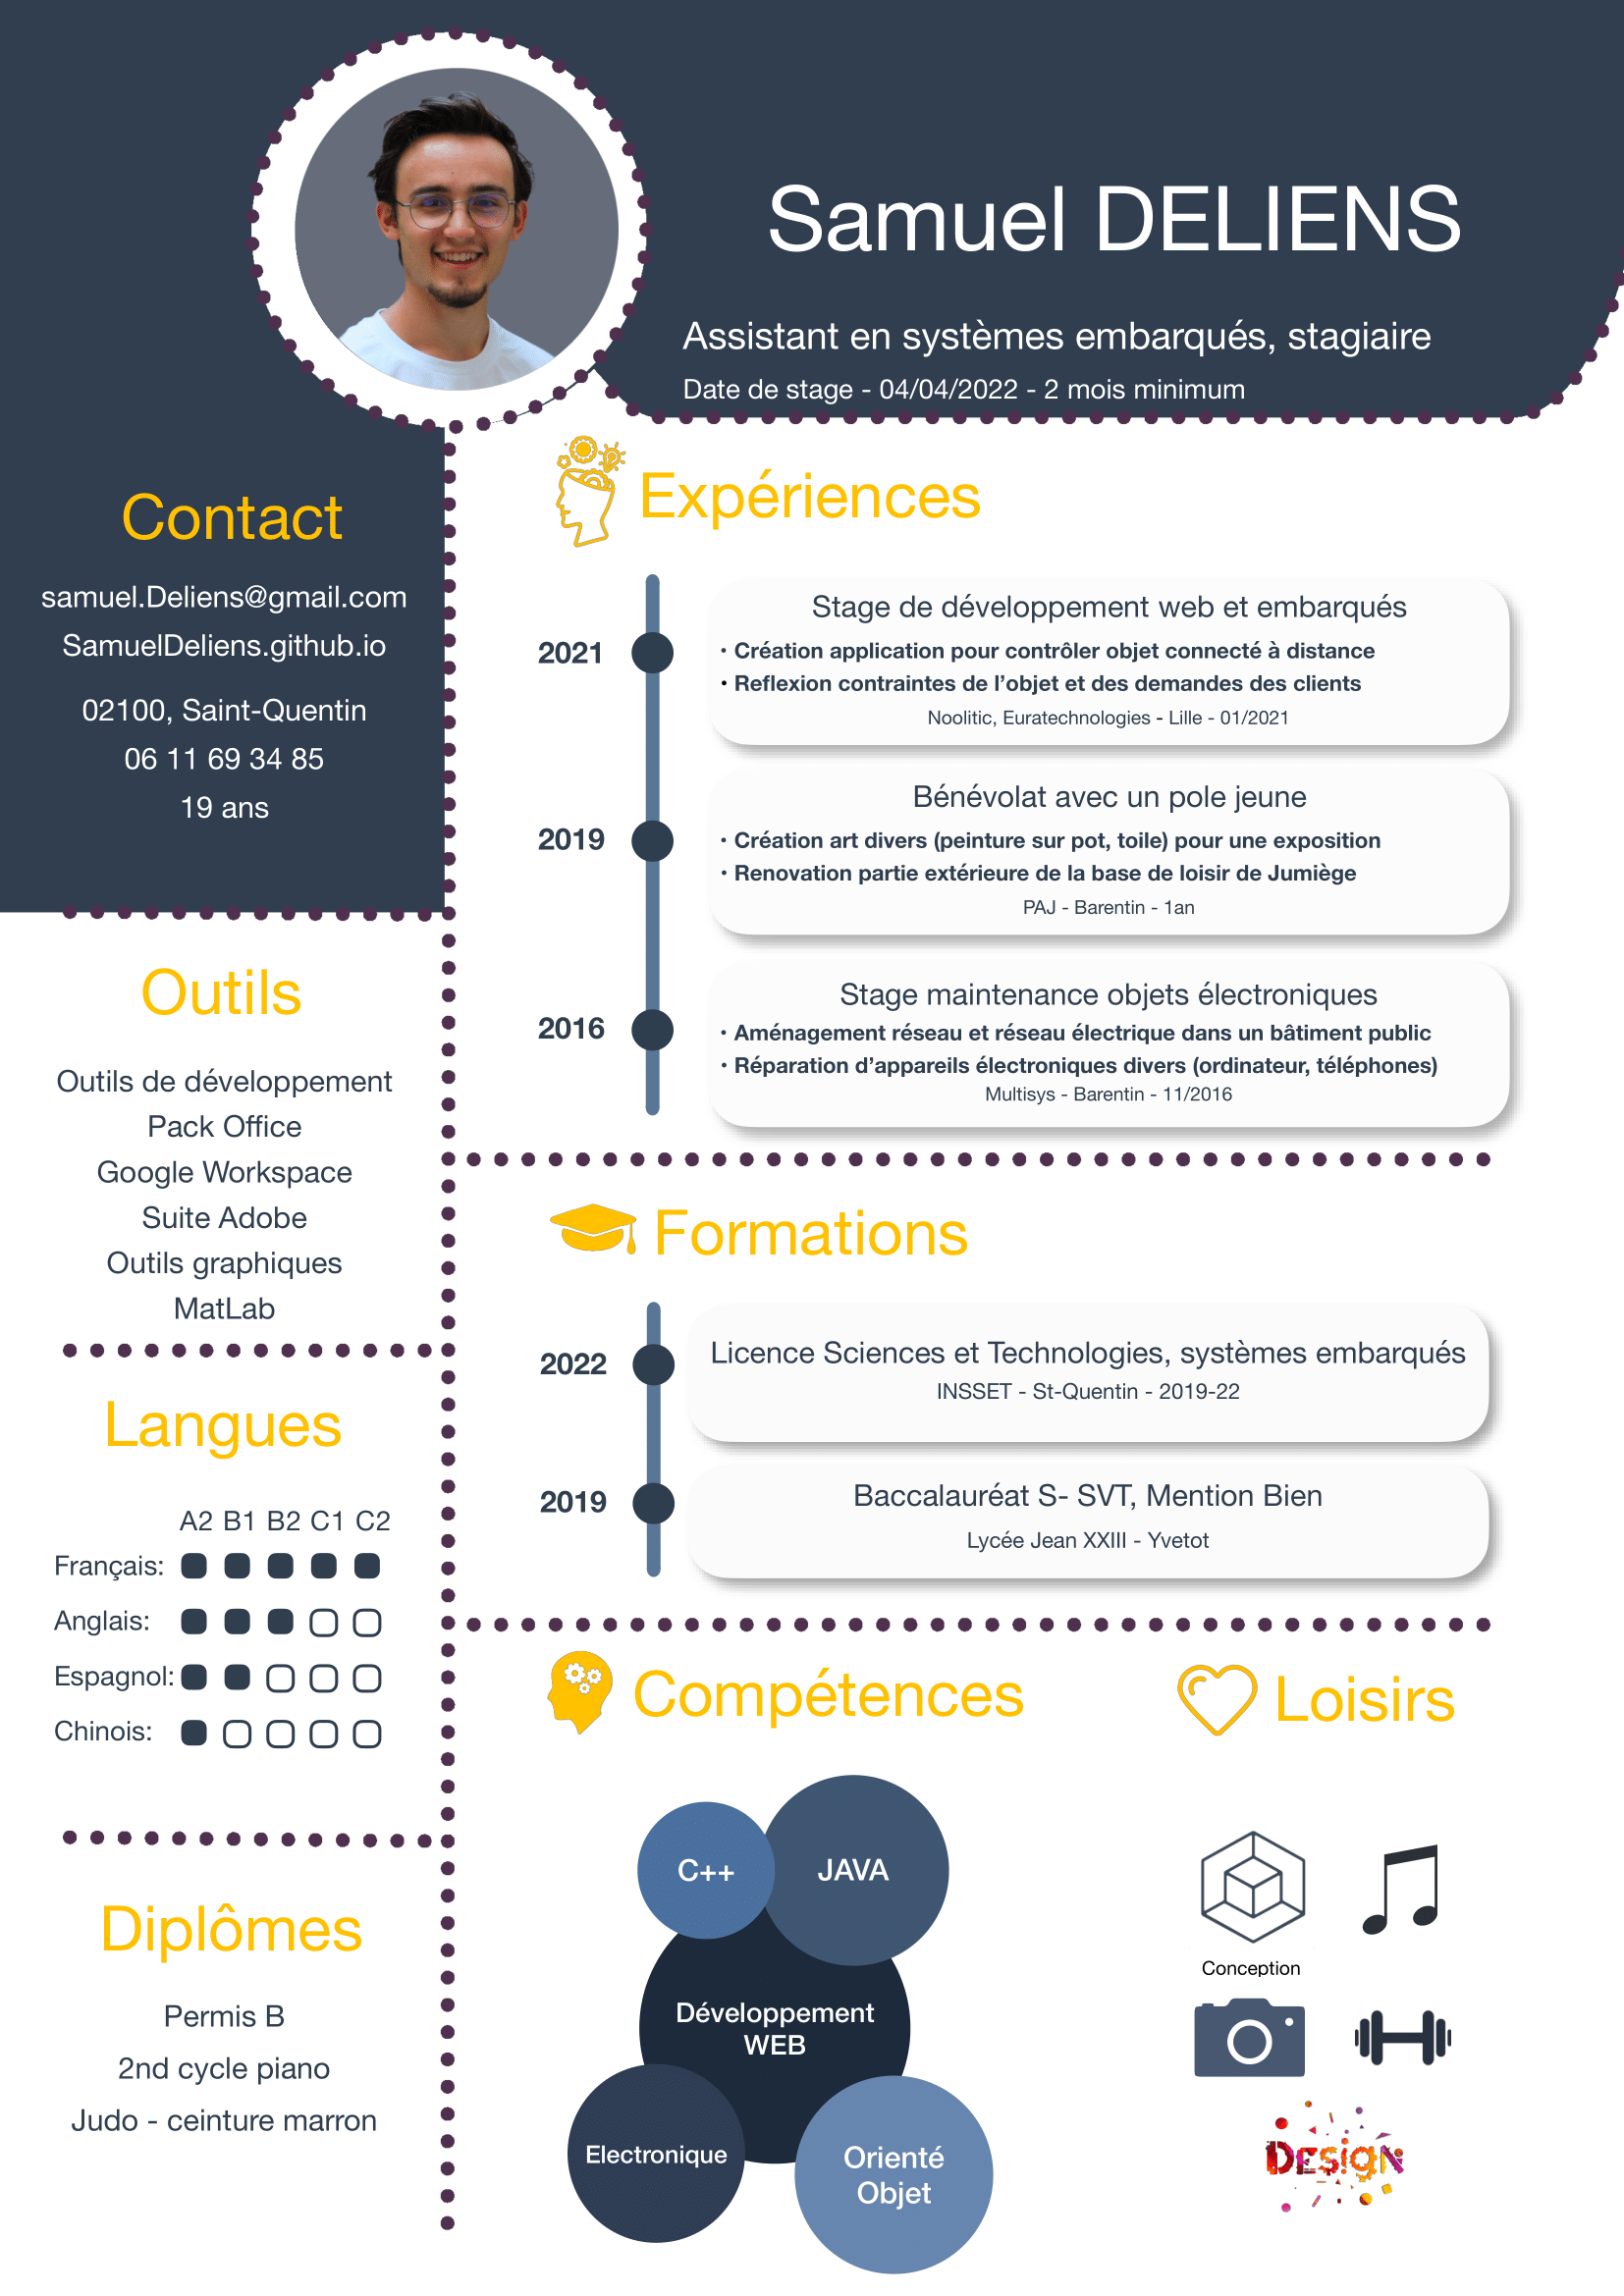 Samuel DELIENS
Assistant en systèmes embarqués, stagiaire
Date de stage - 04/04/2022 - 2 mois minimum
Contact
samuel.Deliens@gmail.com
SamuelDeliens.github.io
02100, Saint-Quentin
06 11 69 34 85
19 ans
Outils
Outils de développement
Pack Office
Google Workspace
Suite Adobe
Outils graphiques
MatLab
Langues
A2 B1 B2 C1 C2
Français:
Anglais:
Espagnol:
Chinois:
Diplômes
Permis B
2nd cycle piano
Judo - ceinture marron
Expériences
2021
Stage de développement web et embarqués
• Création application pour contrôler objet connecté à distance
• Reflexion contraintes de l’objet et des demandes des clients
Noolitic, Euratechnologies - Lille - 01/2021
2019
Bénévolat avec un pole jeune
• Création art divers (peinture sur pot, toile) pour une exposition
• Renovation partie extérieure de la base de loisir de Jumiège
PAJ - Barentin - 1an
2016
Stage maintenance objets électroniques
• Aménagement réseau et réseau électrique dans un bâtiment public
• Réparation d’appareils électroniques divers (ordinateur, téléphones)
Multisys - Barentin - 11/2016
Formations
2022
Licence Sciences et Technologies, systèmes embarqués
INSSET - St-Quentin - 2019-22
2019
Baccalauréat S- SVT, Mention Bien
Lycée Jean XXIII - Yvetot
Compétences
C++
JAVA
Développement
WEB
Electronique
Orienté
Objet
Loisirs
Conception
DESIGN